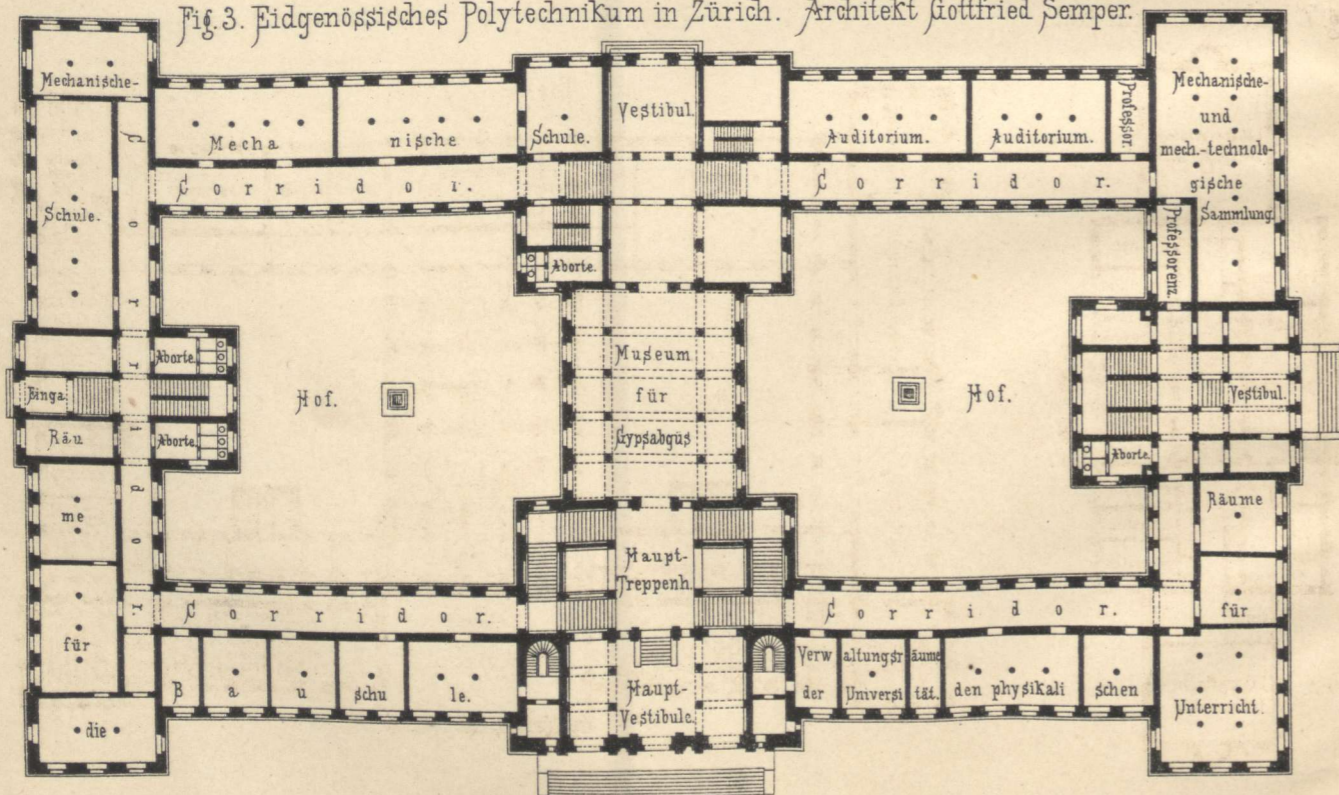 Fig. 3. Eidgenössisches Polytechnikum in Zürich. Architekt Gottfried Semper.
Mechanische-
Schule.
Corridor.
Mecha
nische
Schule.
Vestibul.
Auditorium.
Auditorium.
Professor.
Mechanische-
und
mech.-technolo-
gische
Sammlung.
Corridor.
Corridor.
Professorenz.
Aborte.
Aborte.
Einga
Räu
Aborte.
Hof.
Museum
für
Gypsabgüs
Hof.
Vestibul.
Aborte.
me
für
die
Haupt-
Treppenh.
Räume
für
Unterricht.
Corridor.
Corridor.
B a u schu le.
Haupt-
Vestibule.
Verw altungsr äume
der Universi tät.
den physikali schen